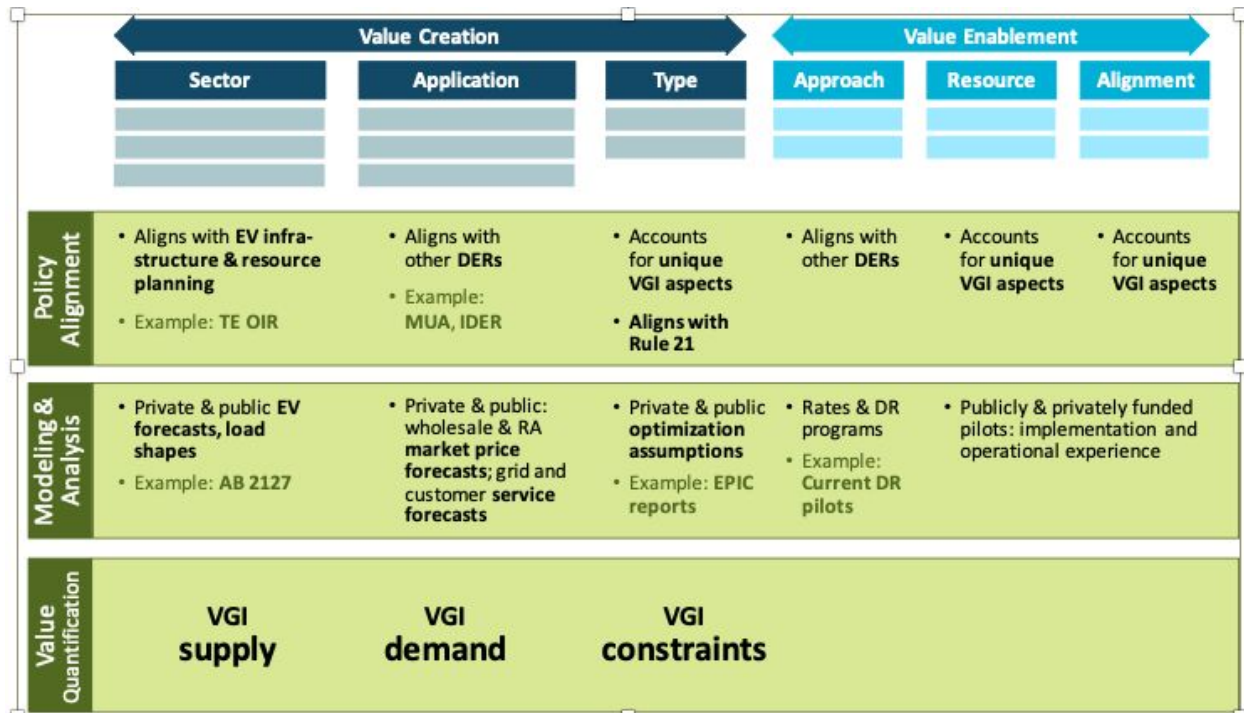 Value Creation
Value Enablement
Sector
Application
Type
Approach
Resource
Alignment
Policy
Alignment
• Aligns with EV infra-
structure & resource
planning
• Example: TE OIR
• Aligns with
other DERs
• Example:
MUA, IDER
• Accounts
for unique
VGI aspects
• Aligns with
Rule 21
• Aligns with
other DERs
• Accounts
for unique
VGI aspects
• Accounts
for unique
VGI aspects
Modeling &
Analysis
• Private & public EV
forecasts, load
shapes
• Example: AB 2127
• Private & public:
wholesale & RA
market price
forecasts; grid and
customer service
forecasts
• Private & public
optimization
assumptions
• Example: EPIC
reports
• Rates & DR
programs
• Example:
Current DR
pilots
• Publicly & privately funded
pilots: implementation and
operational experience
Value
Quantification
VGI
supply
VGI
demand
VGI
constraints